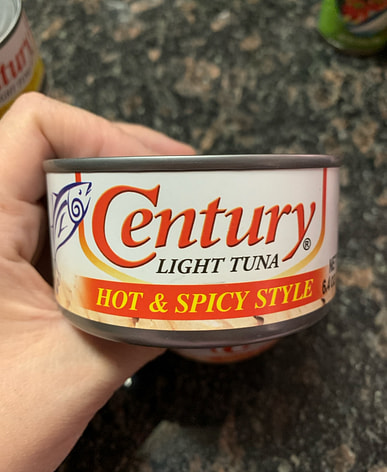 Century®
LIGHT TUNA
HOT & SPICY STYLE